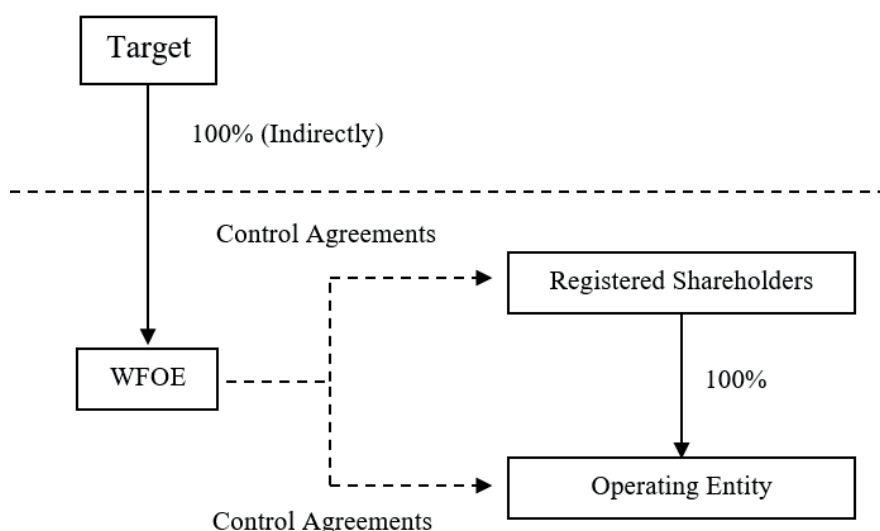 Target
100% (Indirectly)
Control Agreements
Registered Shareholders
WFOE
100%
Operating Entity
Control Agreements